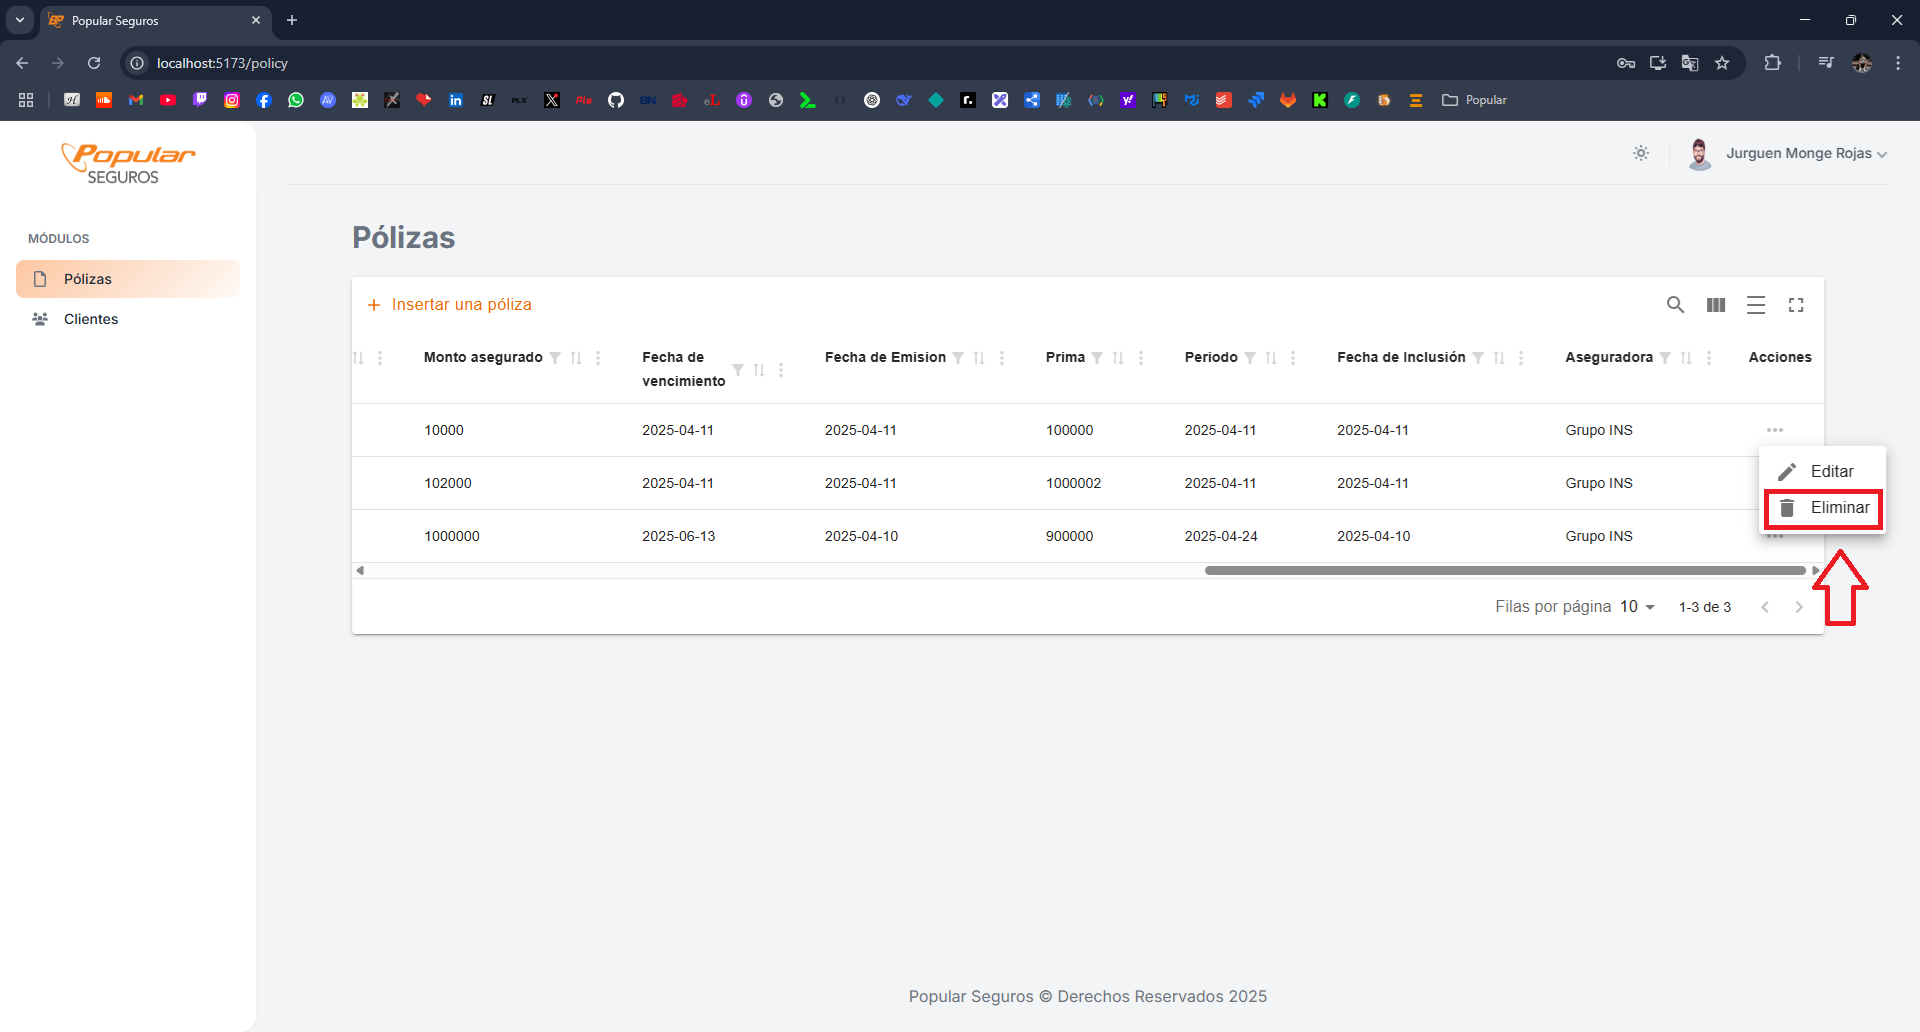 Popular Seguros
localhost:5173/policy
Popular
Popular
SEGUROS
Jurguen Monge Rojas
MÓDULOS
Pólizas
Clientes
Pólizas
Insertar una póliza
Monto asegurado
Fecha de
vencimiento
Fecha de Emision
Prima
Periodo
Fecha de Inclusión
Aseguradora
Acciones
10000 2025-04-11 2025-04-11 100000 2025-04-11 2025-04-11 Grupo INS
102000 2025-04-11 2025-04-11 1000002 2025-04-11 2025-04-11 Grupo INS
1000000 2025-06-13 2025-04-10 900000 2025-04-24 2025-04-10 Grupo INS
Editar
Eliminar
Filas por página 10 1-3 de 3
Popular Seguros © Derechos Reservados 2025